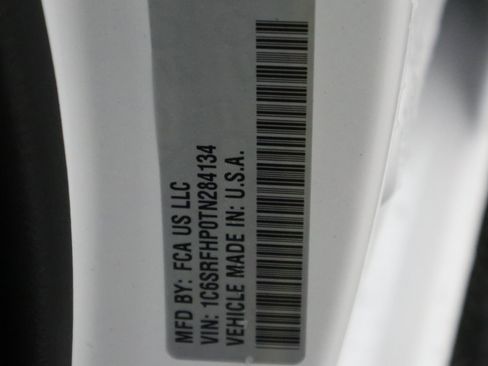 MFD BY: FCA US LLC
VIN: 1C6SRFHP0TN284134
VEHICLE MADE IN: U.S.A.